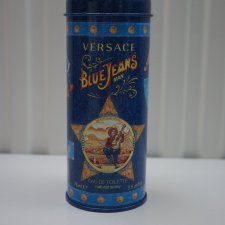 VERSACE
BLUE JEANS
MAN
EAU DE TOILETTE